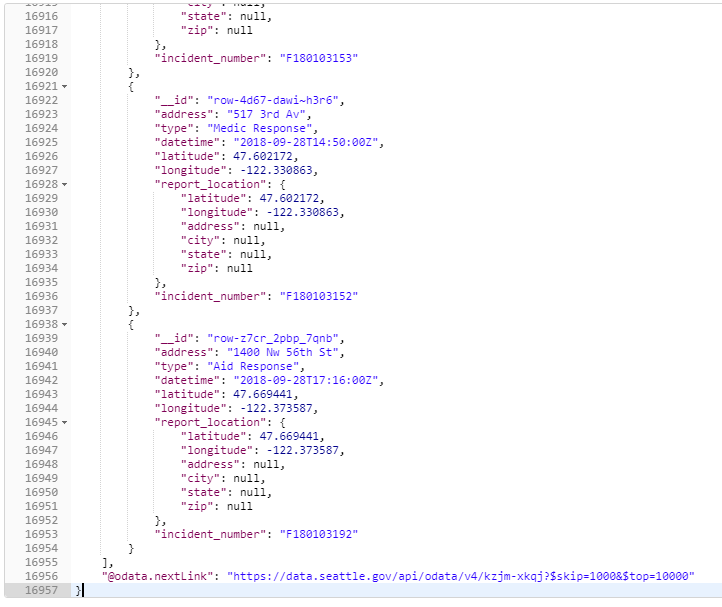 16915 "city": null,
16916 "state": null,
16917 "zip": null
16918 },
16919 "incident_number": "F180103153"
16920 },
16921 {
16922 "__id": "row-4d67-dawi~h3r6",
16923 "address": "517 3rd Av",
16924 "type": "Medic Response",
16925 "datetime": "2018-09-28T14:50:00Z",
16926 "latitude": 47.602172,
16927 "longitude": -122.330863,
16928 "report_location": {
16929 "latitude": 47.602172,
16930 "longitude": -122.330863,
16931 "address": null,
16932 "city": null,
16933 "state": null,
16934 "zip": null
16935 },
16936 "incident_number": "F180103152"
16937 },
16938 {
16939 "__id": "row-z7cr_2pbp_7qnb",
16940 "address": "1400 Nw 56th St",
16941 "type": "Aid Response",
16942 "datetime": "2018-09-28T17:16:00Z",
16943 "latitude": 47.669441,
16944 "longitude": -122.373587,
16945 "report_location": {
16946 "latitude": 47.669441,
16947 "longitude": -122.373587,
16948 "address": null,
16949 "city": null,
16950 "state": null,
16951 "zip": null
16952 },
16953 "incident_number": "F180103192"
16954 }
16955 ],
16956 "@odata.nextLink": "https://data.seattle.gov/api/odata/v4/kzjm-xkqj?$skip=1000&$top=10000"
16957 }